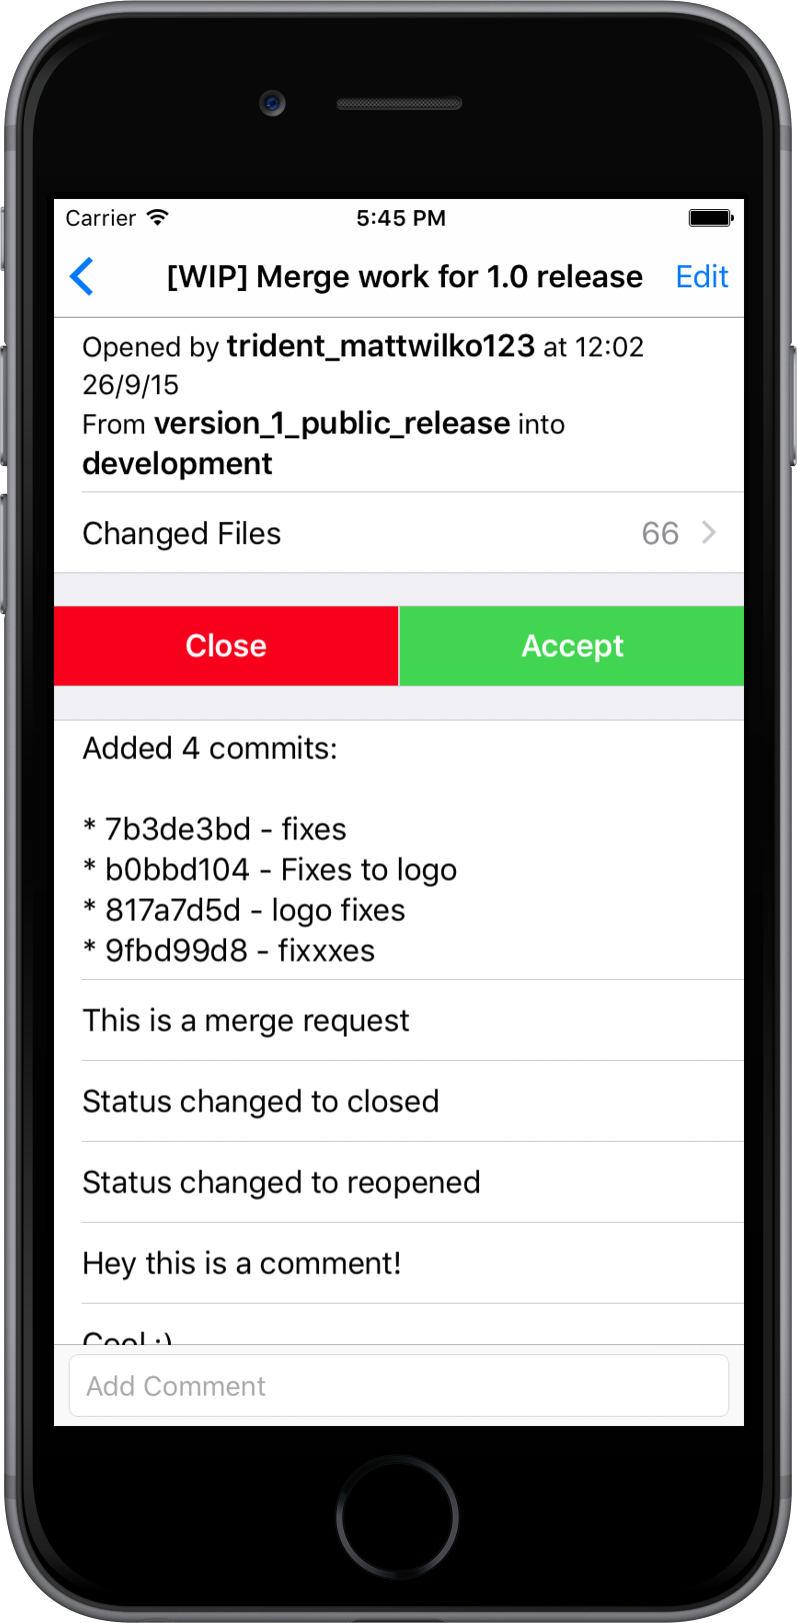 Carrier 5:45 PM
[WIP] Merge work for 1.0 release Edit
Opened by trident_mattwilko123 at 12:02
26/9/15
From version_1_public_release into
development
Changed Files 66
Close Accept
Added 4 commits:
* 7b3de3bd - fixes
* b0bbd104 - Fixes to logo
* 817a7d5d - logo fixes
* 9fbd99d8 - fixxxes
This is a merge request
Status changed to closed
Status changed to reopened
Hey this is a comment!
Cool :)
Add Comment